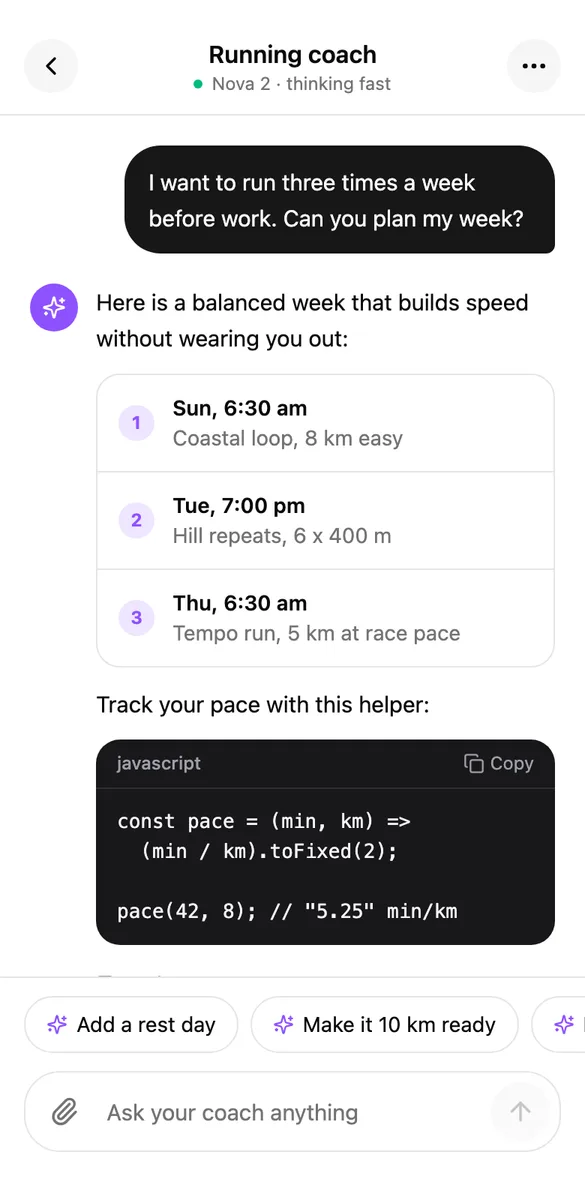 Running coach
Nova 2 · thinking fast
I want to run three times a week
before work. Can you plan my week?
Here is a balanced week that builds speed
without wearing you out:
1
Sun, 6:30 am
Coastal loop, 8 km easy
2
Tue, 7:00 pm
Hill repeats, 6 x 400 m
3
Thu, 6:30 am
Tempo run, 5 km at race pace
Track your pace with this helper:
javascript
Copy
const pace = (min, km) =>
  (min / km).toFixed(2);
pace(42, 8); // "5.25" min/km
Add a rest day
Make it 10 km ready
Ask your coach anything